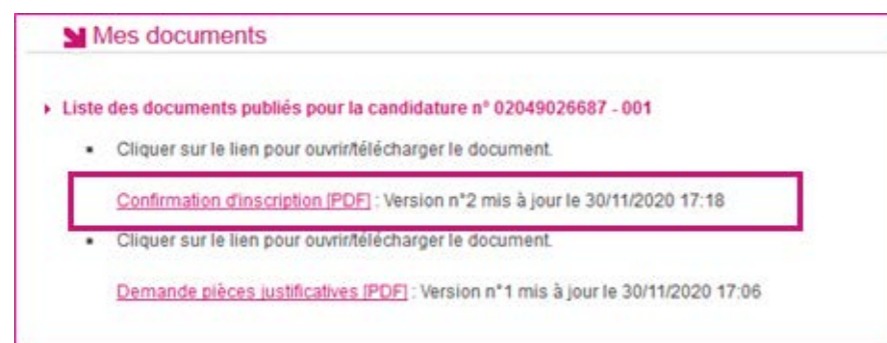 Mes documents
Liste des documents publiés pour la candidature n° 02049026687 - 001
Cliquer sur le lien pour ouvrir/télécharger le document.
Confirmation d'inscription [PDF] : Version n°2 mis à jour le 30/11/2020 17:18
Cliquer sur le lien pour ouvrir/télécharger le document.
Demande pièces justificatives [PDF] : Version n°1 mis à jour le 30/11/2020 17:06